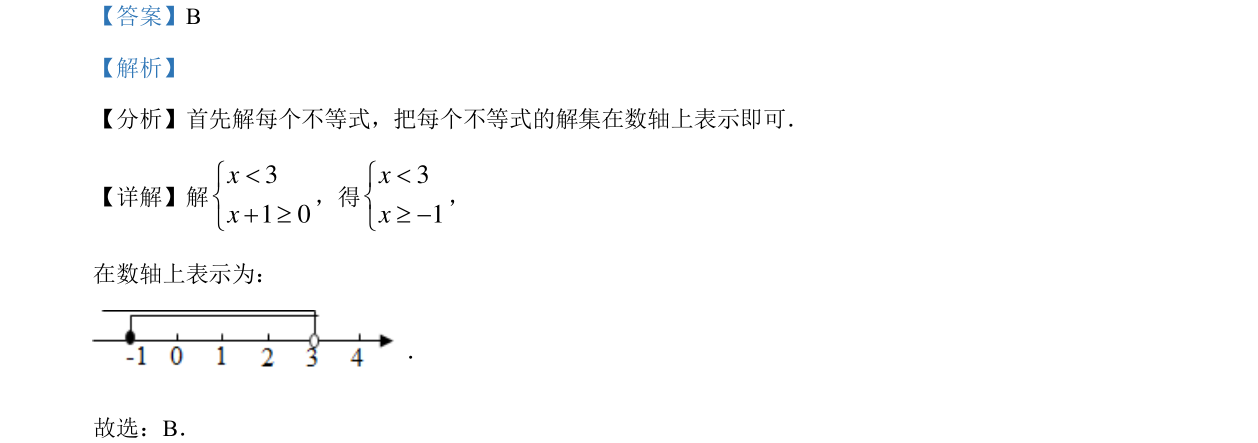 【答案】B
【解析】
【分析】首先解每个不等式，把每个不等式的解集在数轴上表示即可．
【详解】解{x<3 x+1≥0，得{x<3 x≥−1，
在数轴上表示为：
-1 0 1 2 3 4 .
故选：B．